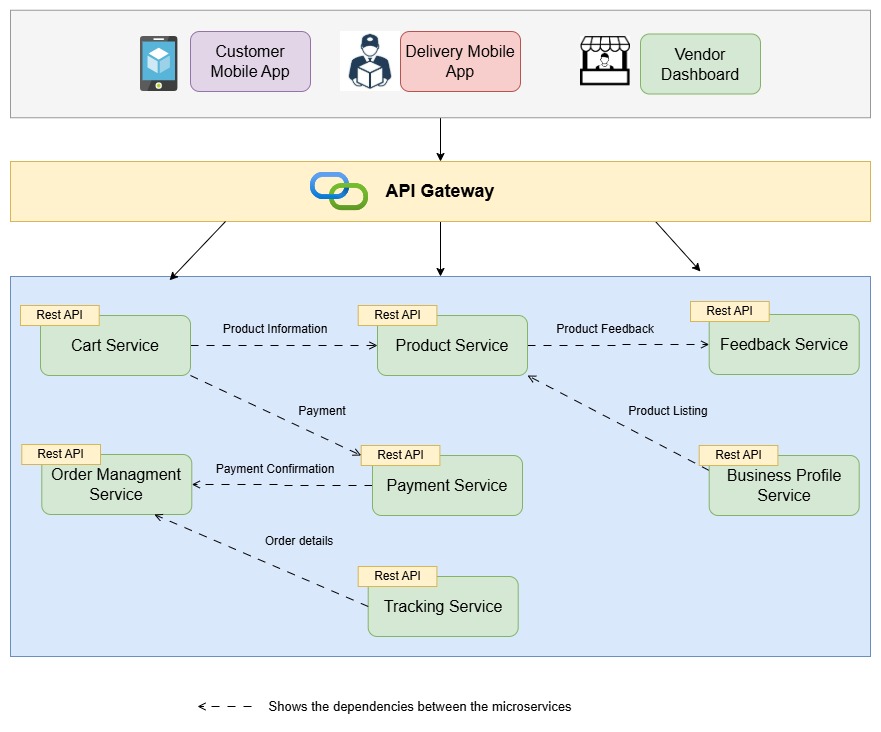 Customer
Mobile App
Delivery Mobile
App
Vendor
Dashboard
API Gateway
Rest API
Cart Service
Product Information
Rest API
Product Service
Product Feedback
Rest API
Feedback Service
Payment
Product Listing
Rest API
Order Managment
Service
Payment Confirmation
Rest API
Payment Service
Rest API
Business Profile
Service
Order details
Rest API
Tracking Service
Shows the dependencies between the microservices